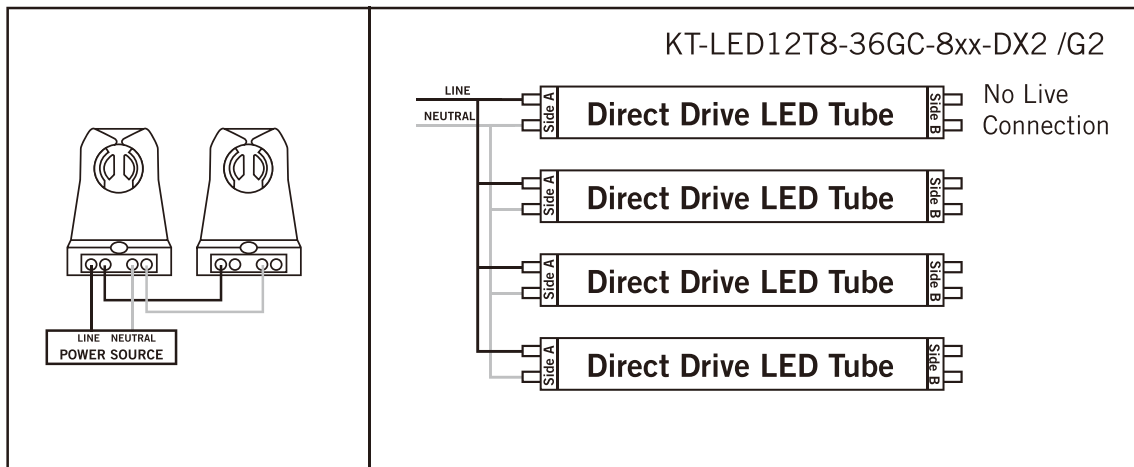 LINE NEUTRAL
POWER SOURCE
KT-LED12T8-36GC-8xx-DX2 /G2
LINE
NEUTRAL
Side A
Direct Drive LED Tube
Side B
No Live
Connection
Side A
Direct Drive LED Tube
Side B
Side A
Direct Drive LED Tube
Side B
Side A
Direct Drive LED Tube
Side B